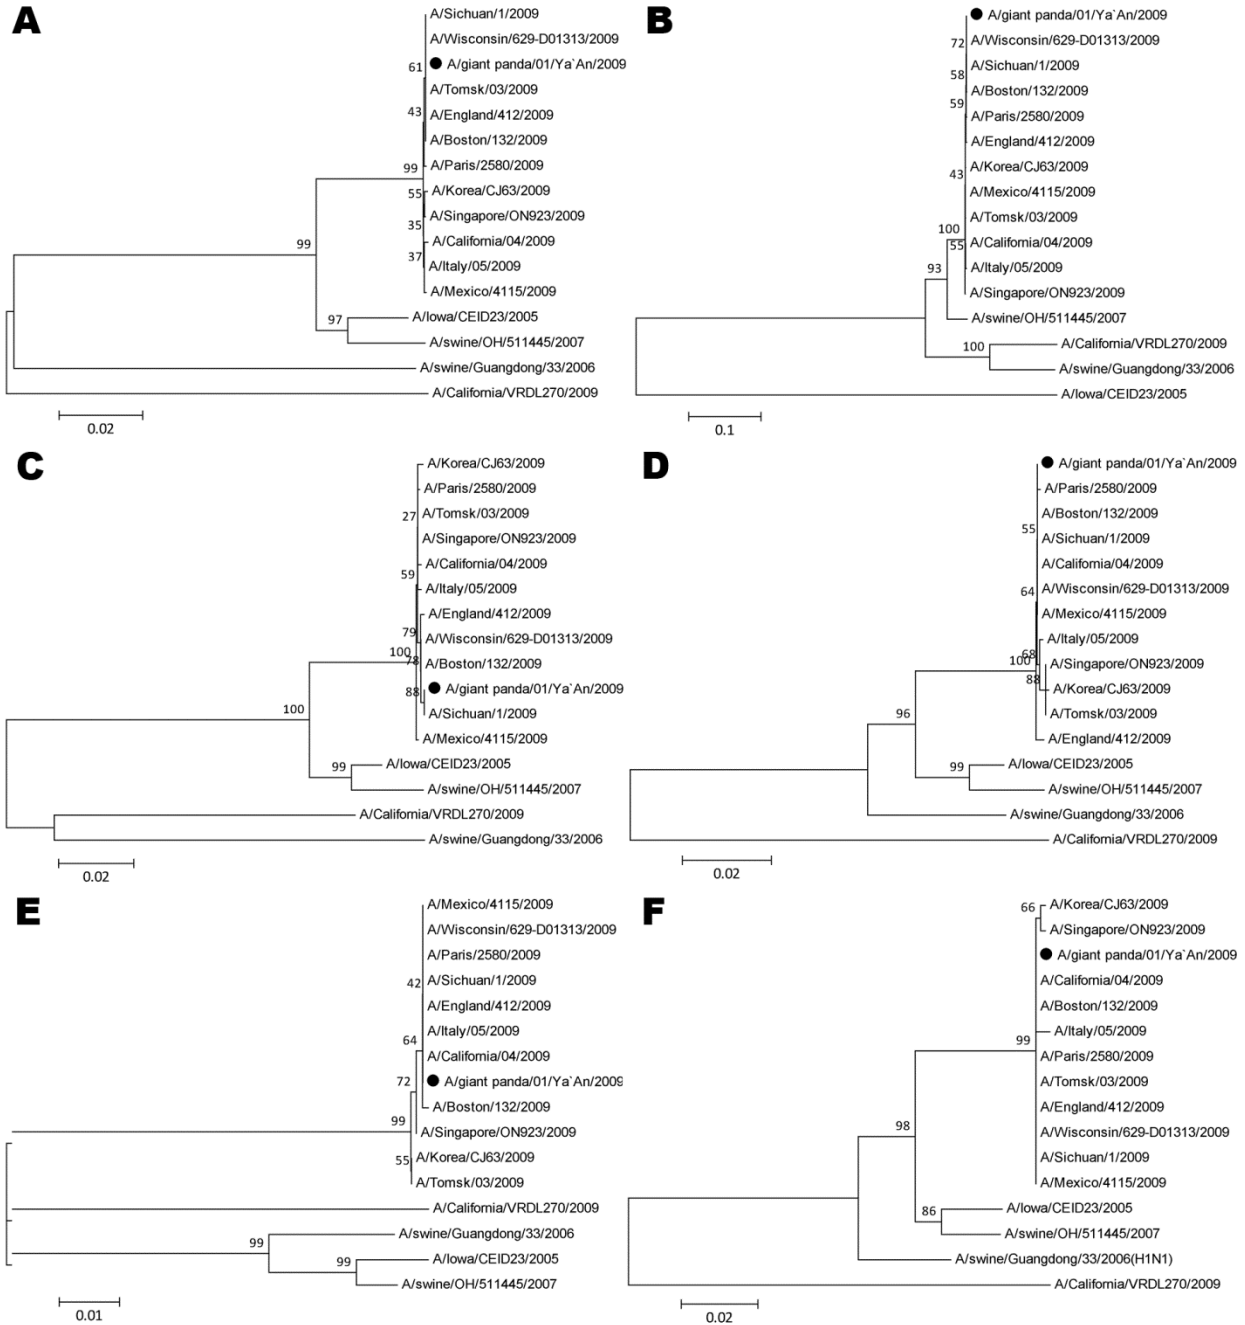 A
A/Sichuan/1/2009
A/Wisconsin/629-D01313/2009
61
A/giant panda/01/Ya`An/2009
A/Tomsk/03/2009
43
A/England/412/2009
A/Boston/132/2009
99
A/Paris/2580/2009
55
A/Korea/CJ63/2009
35
A/Singapore/ON923/2009
99
A/California/04/2009
37
A/Italy/05/2009
A/Mexico/4115/2009
97
A/Iowa/CEID23/2005
A/swine/OH/511445/2007
A/swine/Guangdong/33/2006
A/California/VRDL270/2009
0.02
B
A/giant panda/01/Ya`An/2009
72
A/Wisconsin/629-D01313/2009
58
A/Sichuan/1/2009
A/Boston/132/2009
59
A/Paris/2580/2009
A/England/412/2009
43
A/Korea/CJ63/2009
A/Mexico/4115/2009
A/Tomsk/03/2009
100
55
A/California/04/2009
93
A/Italy/05/2009
A/Singapore/ON923/2009
A/swine/OH/511445/2007
100
A/California/VRDL270/2009
A/swine/Guangdong/33/2006
A/Iowa/CEID23/2005
0.1
C
A/Korea/CJ63/2009
A/Paris/2580/2009
27
A/Tomsk/03/2009
A/Singapore/ON923/2009
A/California/04/2009
59
A/Italy/05/2009
A/England/412/2009
79
A/Wisconsin/629-D01313/2009
100
78
A/Boston/132/2009
88
A/giant panda/01/Ya`An/2009
100
A/Sichuan/1/2009
A/Mexico/4115/2009
99
A/Iowa/CEID23/2005
A/swine/OH/511445/2007
A/California/VRDL270/2009
A/swine/Guangdong/33/2006
0.02
D
A/giant panda/01/Ya`An/2009
A/Paris/2580/2009
A/Boston/132/2009
55
A/Sichuan/1/2009
A/California/04/2009
64
A/Wisconsin/629-D01313/2009
A/Mexico/4115/2009
A/Italy/05/2009
68
100
A/Singapore/ON923/2009
88
A/Korea/CJ63/2009
96
A/Tomsk/03/2009
A/England/412/2009
99
A/Iowa/CEID23/2005
A/swine/OH/511445/2007
A/swine/Guangdong/33/2006
A/California/VRDL270/2009
0.02
E
A/Mexico/4115/2009
A/Wisconsin/629-D01313/2009
A/Paris/2580/2009
42
A/Sichuan/1/2009
A/England/412/2009
A/Italy/05/2009
64
A/California/04/2009
72
A/giant panda/01/Ya`An/2009
A/Boston/132/2009
99
A/Singapore/ON923/2009
55
A/Korea/CJ63/2009
A/Tomsk/03/2009
A/California/VRDL270/2009
99
A/swine/Guangdong/33/2006
99
A/Iowa/CEID23/2005
A/swine/OH/511445/2007
0.01
F
66
A/Korea/CJ63/2009
A/Singapore/ON923/2009
A/giant panda/01/Ya`An/2009
A/California/04/2009
A/Boston/132/2009
99
A/Italy/05/2009
A/Paris/2580/2009
A/Tomsk/03/2009
A/England/412/2009
98
A/Wisconsin/629-D01313/2009
A/Sichuan/1/2009
A/Mexico/4115/2009
86
A/Iowa/CEID23/2005
A/swine/OH/511445/2007
A/swine/Guangdong/33/2006(H1N1)
A/California/VRDL270/2009
0.02